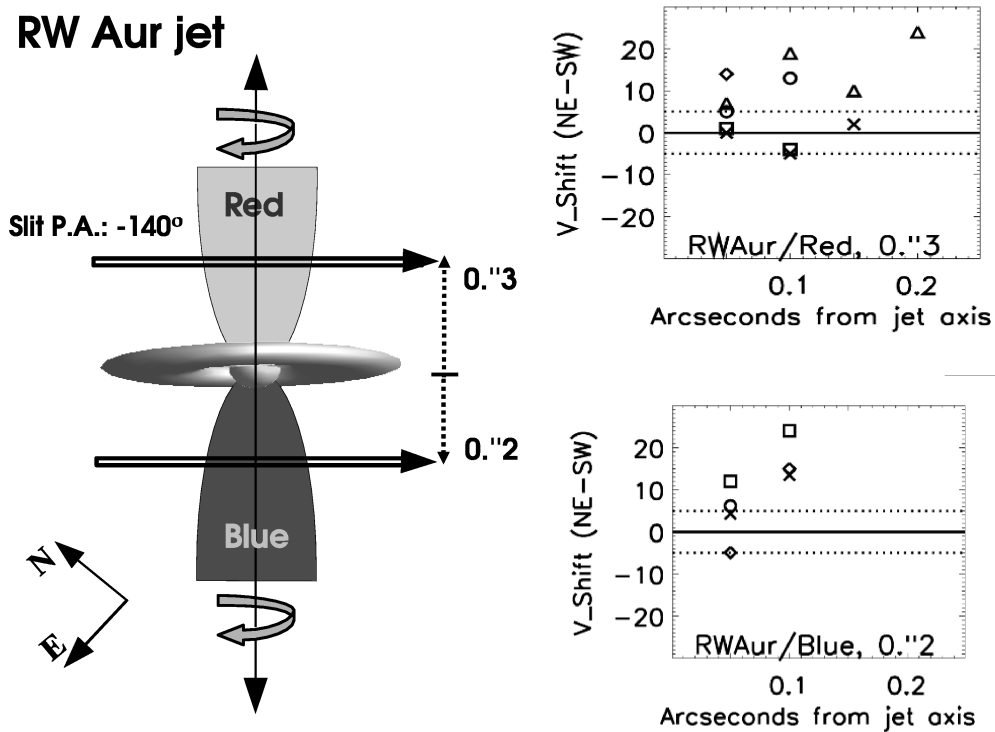 RW Aur jet
Red
Slit P.A.: -140º
0."3
0."2
Blue
N
E
V_Shift (NE-SW)
20
10
0
-10
-20
RWAur/Red, 0."3
0.1
0.2
Arcseconds from jet axis
V_Shift (NE-SW)
20
10
0
-10
-20
RWAur/Blue, 0."2
0.1
0.2
Arcseconds from jet axis